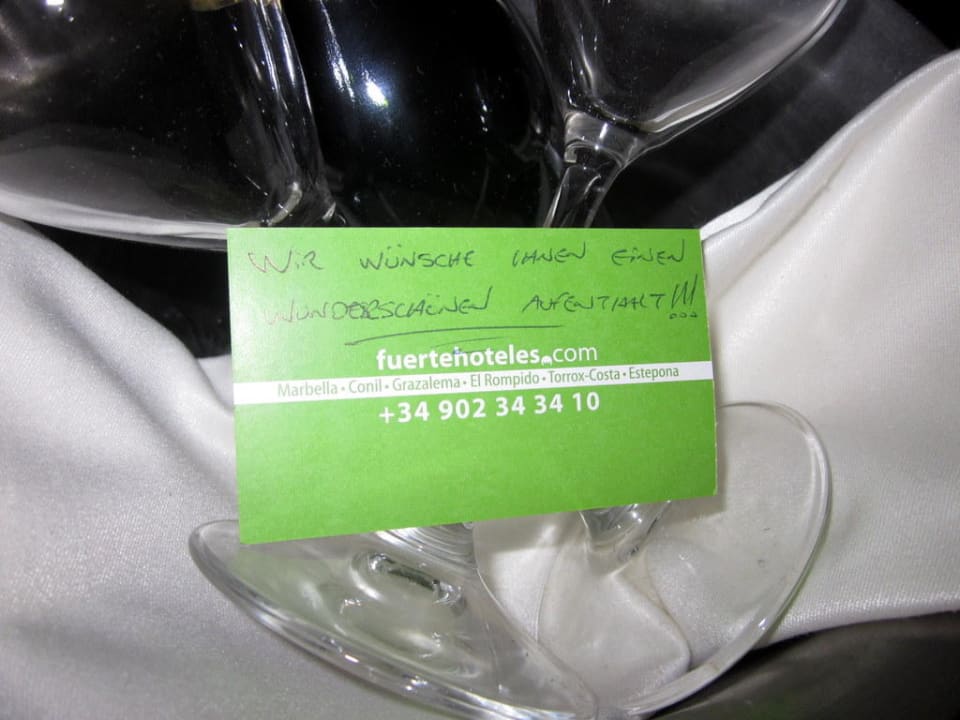 WiR WÜNSCHE IHNEN EiNEN
WUNDERSCHÖNEN AUFENTHALT!!!
fuertehoteles.com
Marbella • Conil • Grazalema • El Rompido • Torrox-Costa • Estepona
+34 902 34 34 10